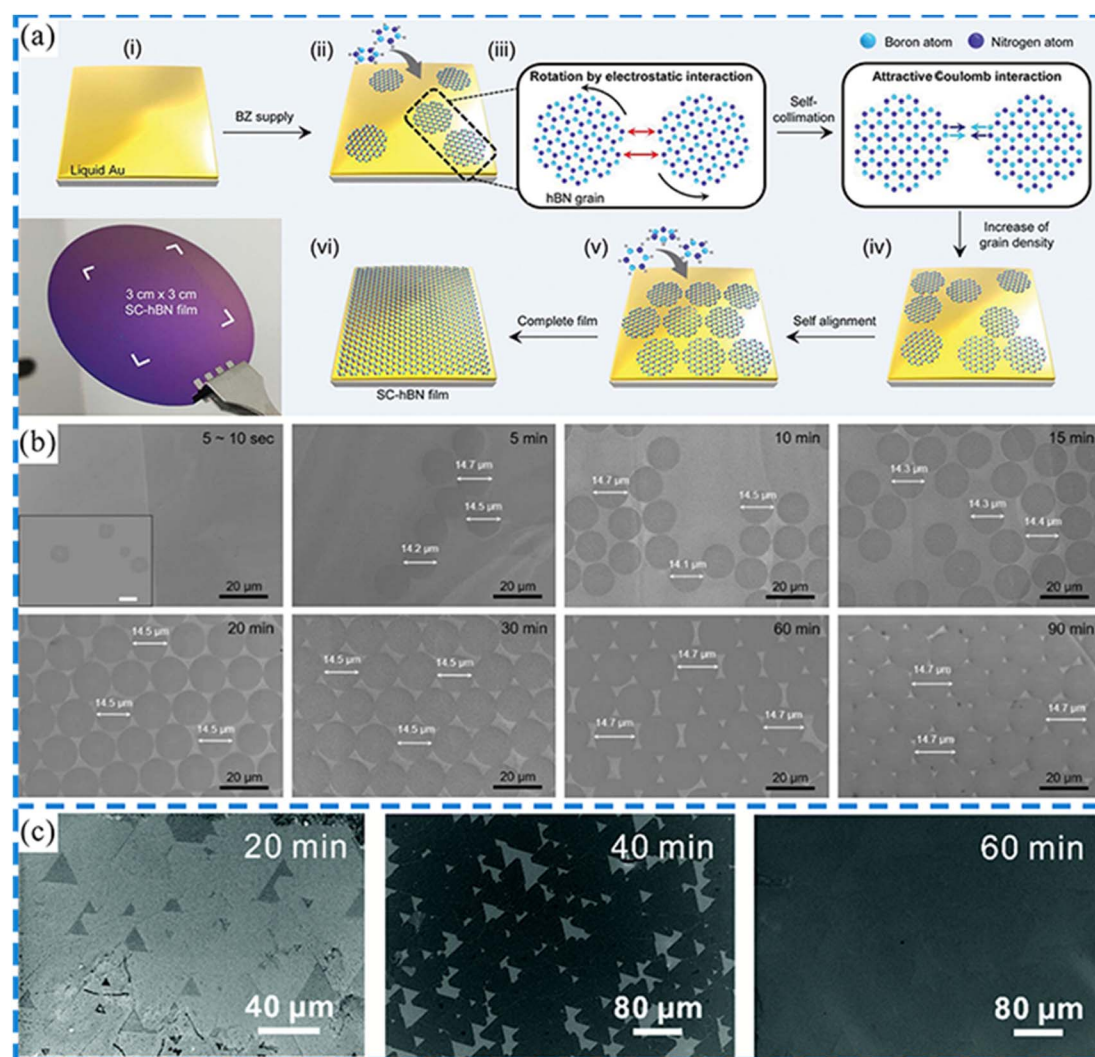 (a)
(i)
Liquid Au
BZ supply
(ii)
(iii)
Boron atom
Nitrogen atom
Rotation by electrostatic interaction
hBN grain
Self-
collimation
Attractive Coulomb interaction
Increase of
grain density
(iv)
Self alignment
(v)
Complete film
(vi)
SC-hBN film
3 cm x 3 cm
SC-hBN film
(b)
5 ~ 10 sec
20 µm
5 min
14.7 µm
14.5 µm
14.2 µm
20 µm
10 min
14.7 µm
14.5 µm
14.1 µm
20 µm
15 min
14.3 µm
14.3 µm
14.4 µm
20 µm
20 min
14.5 µm
14.5 µm
14.5 µm
20 µm
30 min
14.5 µm
14.5 µm
14.5 µm
20 µm
60 min
14.7 µm
14.7 µm
14.7 µm
20 µm
90 min
14.7 µm
14.7 µm
14.7 µm
20 µm
(c)
20 min
40 µm
40 min
80 µm
60 min
80 µm